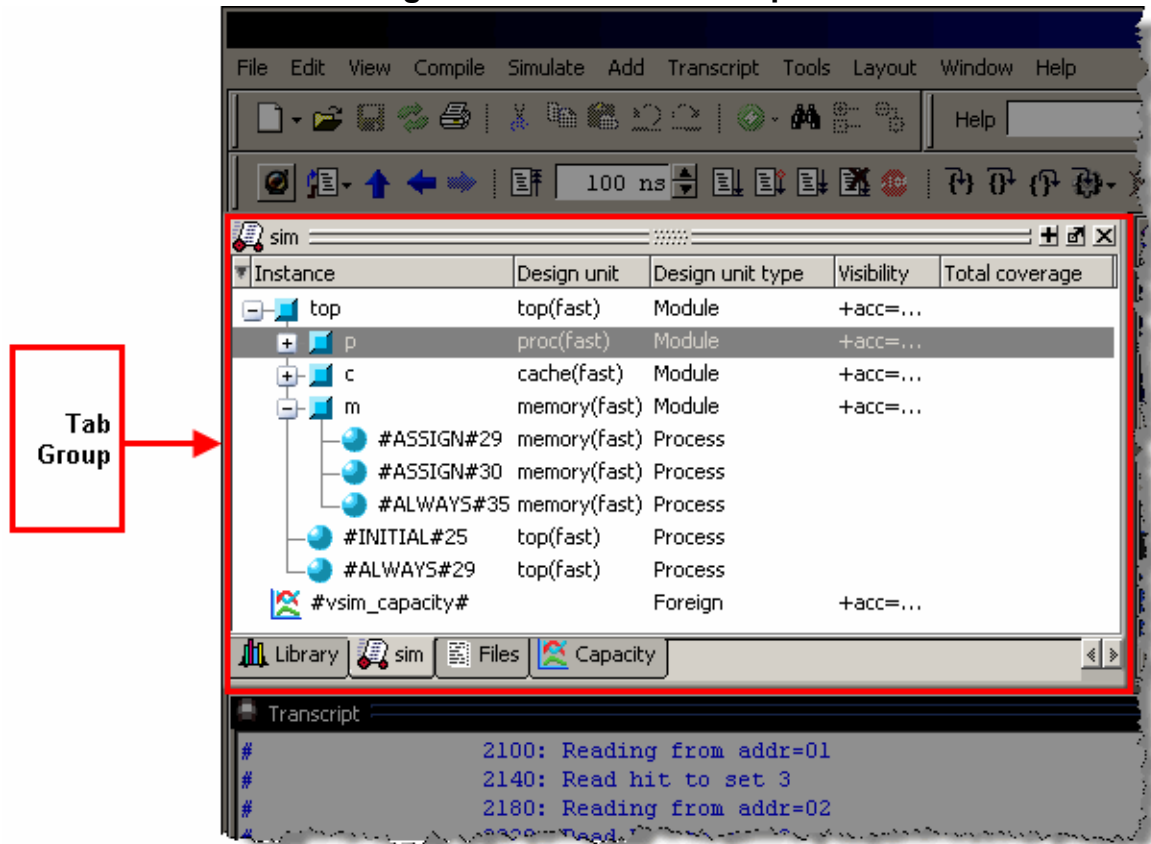 File Edit View Compile Simulate Add Transcript Tools Layout Window Help
Help
100 ns
sim
Instance Design unit Design unit type Visibility Total coverage
top top(fast) Module +acc=...
p proc(fast) Module +acc=...
c cache(fast) Module +acc=...
m memory(fast) Module +acc=...
#ASSIGN#29 memory(fast) Process
#ASSIGN#30 memory(fast) Process
#ALWAYS#35 memory(fast) Process
#INITIAL#25 top(fast) Process
#ALWAYS#29 top(fast) Process
#vsim_capacity# Foreign +acc=...
Tab
Group
Library sim Files Capacity
Transcript
# 2100: Reading from addr=01
# 2140: Read hit to set 3
# 2180: Reading from addr=02